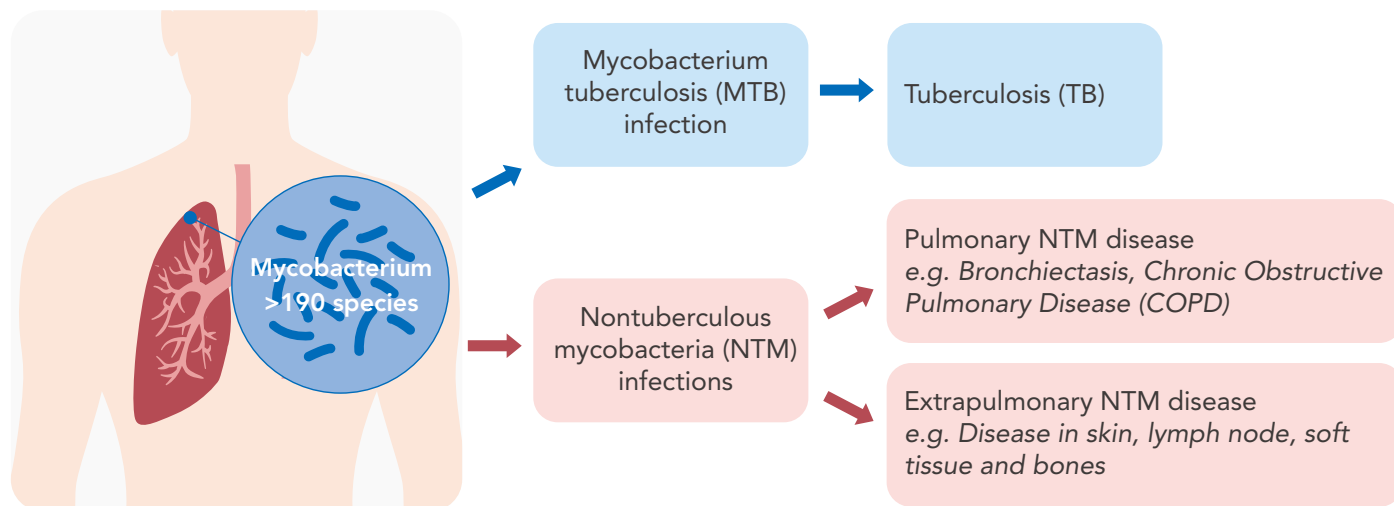 Mycobacterium
>190 species
Mycobacterium
tuberculosis (MTB)
infection
Tuberculosis (TB)
Nontuberculous
mycobacteria (NTM)
infections
Pulmonary NTM disease
e.g. Bronchiectasis, Chronic Obstructive
Pulmonary Disease (COPD)
Extrapulmonary NTM disease
e.g. Disease in skin, lymph node, soft
tissue and bones